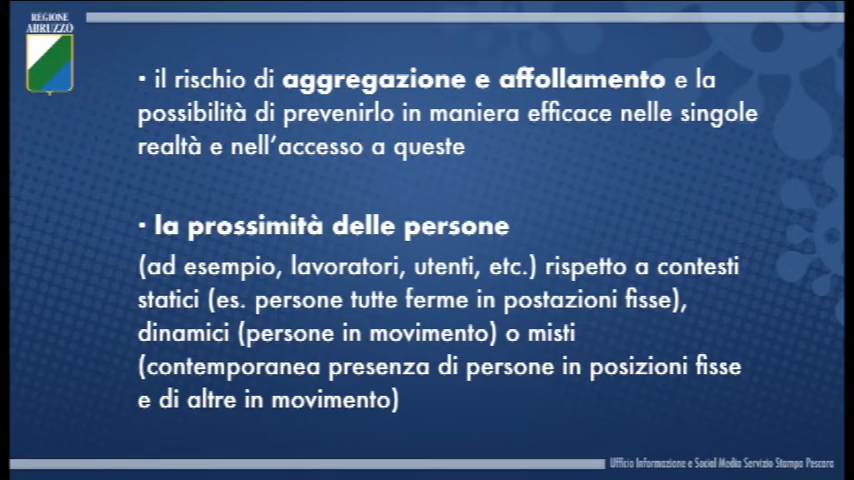 REGIONE
ABRUZZO
· il rischio di aggregazione e affollamento e la
possibilità di prevenirlo in maniera efficace nelle singole
realtà e nell'accesso a queste
· la prossimità delle persone
(ad esempio, lavoratori, utenti, etc.) rispetto a contesti
statici (es. persone tutte ferme in postazioni fisse),
dinamici (persone in movimento) o misti
(contemporanea presenza di persone in posizioni fisse
e di altre in movimento)
Ufficio Informazione e Social Media Servizio Stampa Pescara